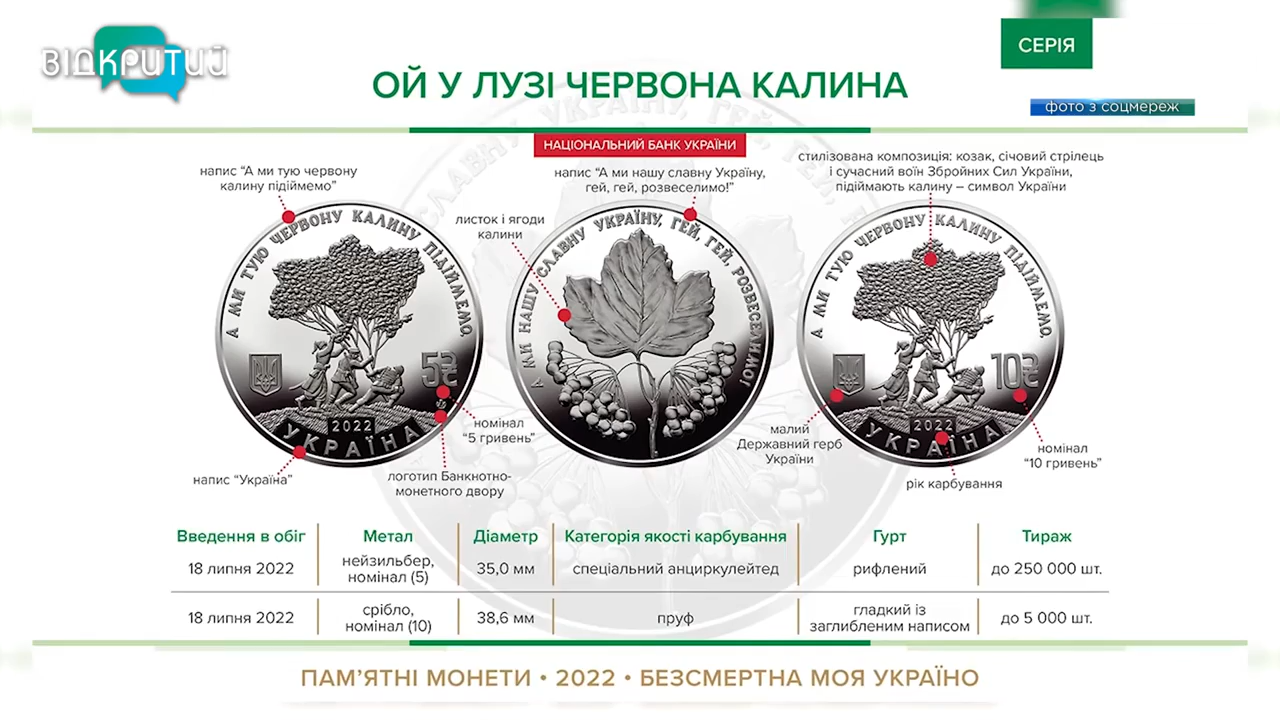 ВІДКРИТИЙ
СЕРІЯ
ОЙ У ЛУЗІ ЧЕРВОНА КАЛИНА
фото з соцмереж
НАЦІОНАЛЬНИЙ БАНК УКРАЇНИ
напис “А ми тую червону
калину підіймемо”
напис “А ми нашу славну Україну,
гей, гей, розвеселимо!”
стилізована композиція: козак, січовий стрілець
і сучасний воїн Збройних Сил України,
підіймають калину – символ України
листок і ягоди
калини
А МИ ТУЮ ЧЕРВОНУ КАЛИНУ ПІДІЙМЕМО,
5₴
2022
УКРАЇНА
А МИ НАШУ СЛАВНУ УКРАЇНУ, ГЕЙ, ГЕЙ, РОЗВЕСЕЛИМО!
А МИ ТУЮ ЧЕРВОНУ КАЛИНУ ПІДІЙМЕМО,
10₴
2022
УКРАЇНА
номінал
“5 гривень”
малий
Державний герб
України
номінал
“10 гривень”
напис “Україна”
логотип Банкнотно-
монетного двору
рік карбування
Введення в обіг Метал Діаметр Категорія якості карбування Гурт Тираж
18 липня 2022 нейзильбер, номінал (5) 35,0 мм спеціальний анциркулейтед рифлений до 250 000 шт.
18 липня 2022 срібло, номінал (10) 38,6 мм пруф гладкий із заглибленим написом до 5 000 шт.
ПАМ’ЯТНІ МОНЕТИ • 2022 • БЕЗСМЕРТНА МОЯ УКРАЇНО